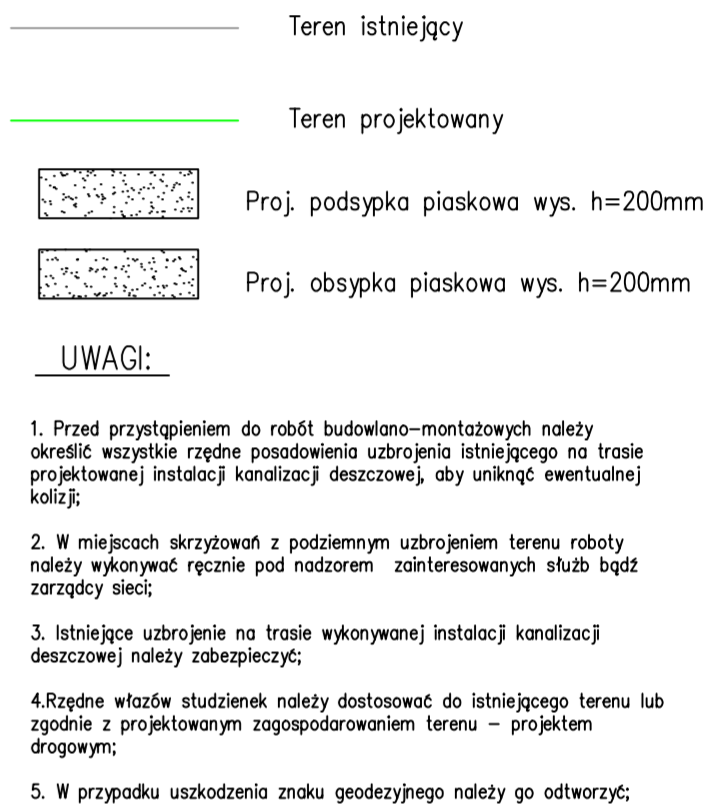 Teren istniejący
Teren projektowany
Proj. podsypka piaskowa wys. h=200mm
Proj. obsypka piaskowa wys. h=200mm
UWAGI:
1. Przed przystąpieniem do robót budowlano-montażowych należy
określić wszystkie rzędne posadowienia uzbrojenia istniejącego na trasie
projektowanej instalacji kanalizacji deszczowej, aby uniknąć ewentualnej
kolizji;
2. W miejscach skrzyżowań z podziemnym uzbrojeniem terenu roboty
należy wykonywać ręcznie pod nadzorem zainteresowanych służb bądź
zarządcy sieci;
3. Istniejące uzbrojenie na trasie wykonywanej instalacji kanalizacji
deszczowej należy zabezpieczyć;
4.Rzędne włazów studzienek należy dostosować do istniejącego terenu lub
zgodnie z projektowanym zagospodarowaniem terenu – projektem
drogowym;
5. W przypadku uszkodzenia znaku geodezyjnego należy go odtworzyć;